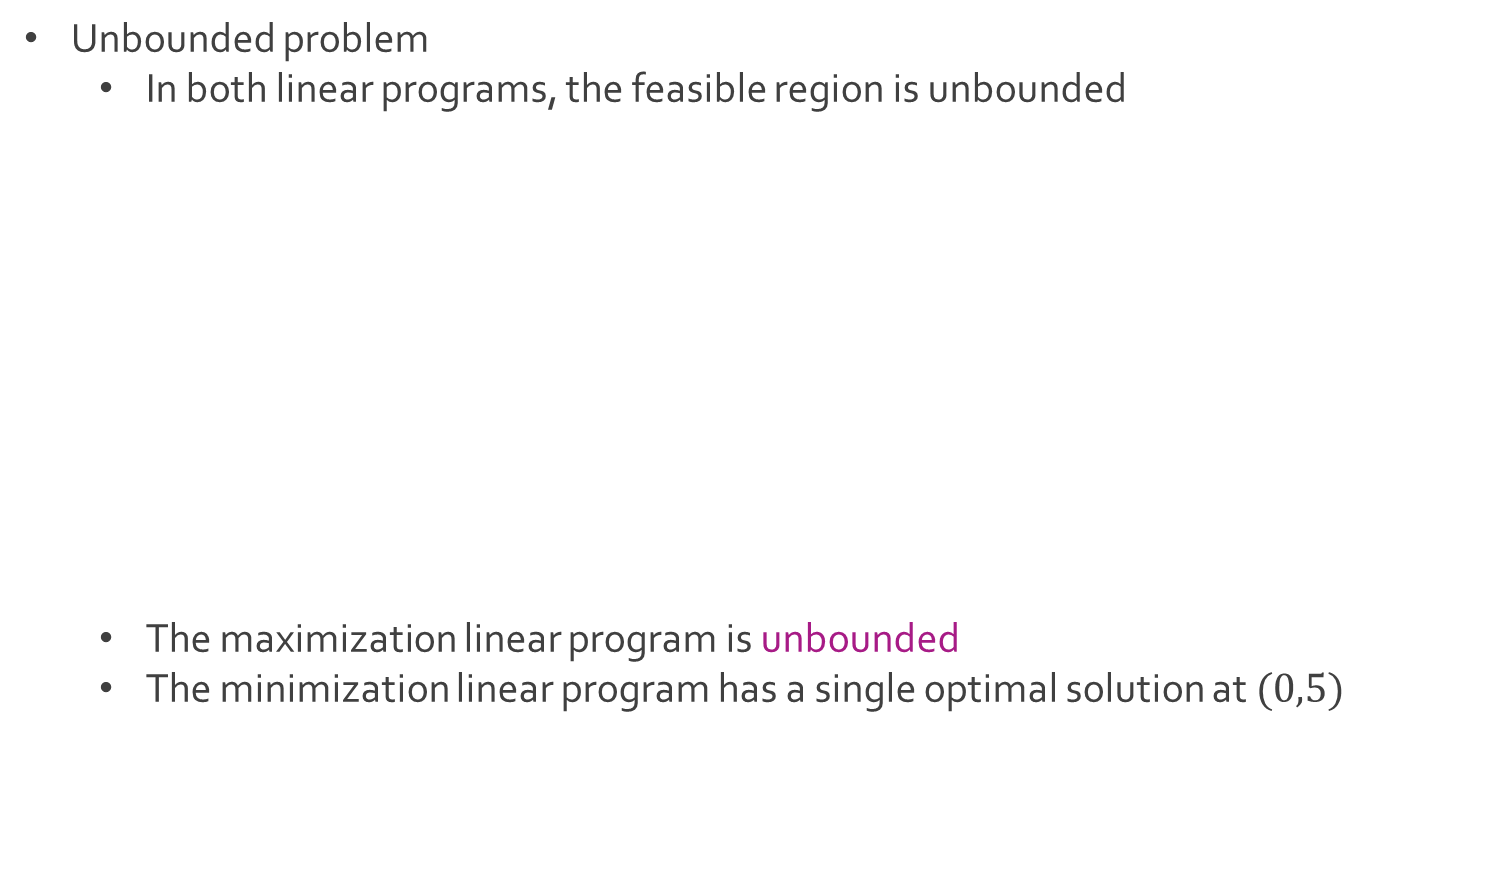 • Unbounded problem
• In both linear programs, the feasible region is unbounded
• The maximization linear program is unbounded
• The minimization linear program has a single optimal solution at (0,5)